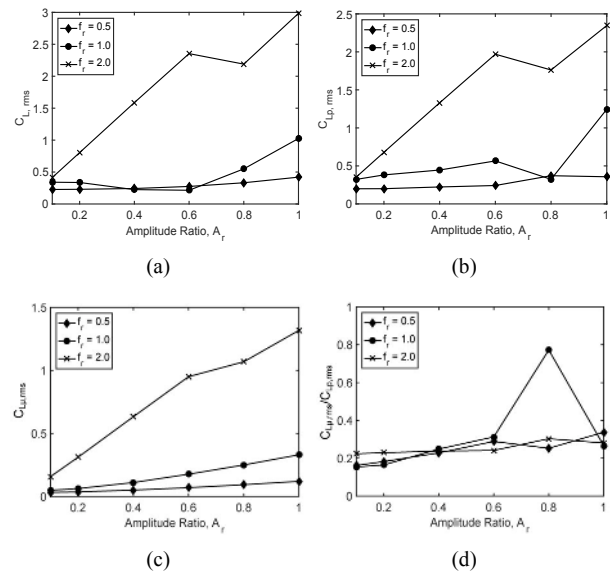 3
2.5
2
1.5
1
0.5
0
C_L, rms
f_r = 0.5
f_r = 1.0
f_r = 2.0
0.2 0.4 0.6 0.8 1
Amplitude Ratio, A_r
(a)
2.5
2
1.5
1
0.5
0
C_Lp, rms
f_r = 0.5
f_r = 1.0
f_r = 2.0
0.2 0.4 0.6 0.8 1
Amplitude Ratio, A_r
(b)
1.5
1
0.5
0
C_Lμ,rms
f_r = 0.5
f_r = 1.0
f_r = 2.0
0.2 0.4 0.6 0.8 1
Amplitude Ratio, A_r
(c)
1
0.8
0.6
0.4
0.2
0
C_Lμ,rms/C_Lp,rms
f_r = 0.5
f_r = 1.0
f_r = 2.0
0.2 0.4 0.6 0.8 1
Amplitude Ratio, A_r
(d)